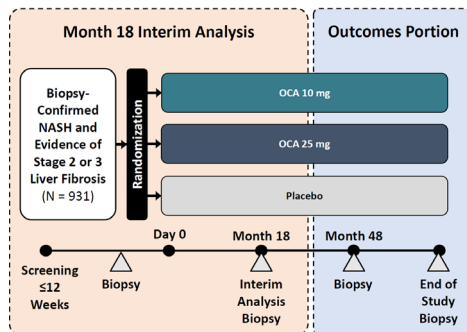 Month 18 Interim Analysis
Outcomes Portion
Biopsy-
Confirmed
NASH and
Evidence of
Stage 2 or 3
Liver Fibrosis
(N = 931)
Randomization
OCA 10 mg
OCA 25 mg
Placebo
Day 0
Month 18
Month 48
Screening
≤12
Weeks
Biopsy
Interim
Analysis
Biopsy
Biopsy
End of
Study
Biopsy